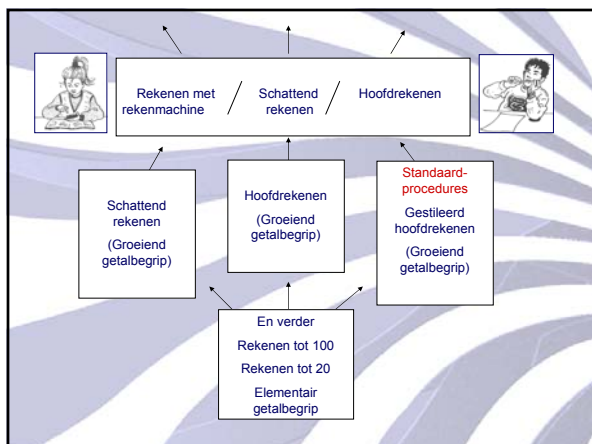 Rekenen met / Schattend / Hoofdrekenen
rekenmachine rekenen
Schattend
rekenen
(Groeiend
getalbegrip)
Hoofdrekenen
(Groeiend
getalbegrip)
Standaard-
procedures
Gestileerd
hoofdrekenen
(Groeiend
getalbegrip)
En verder
Rekenen tot 100
Rekenen tot 20
Elementair
getalbegrip